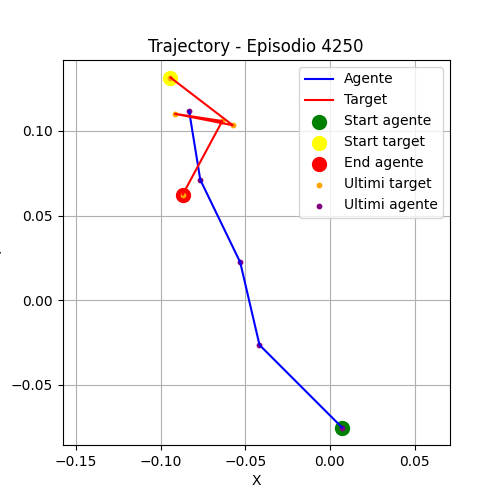 Trajectory - Episodio 4250
Agente
Target
Start agente
Start target
End agente
Ultimi target
Ultimi agente
0.10
0.05
0.00
−0.05
−0.15
−0.10
−0.05
0.00
0.05
X